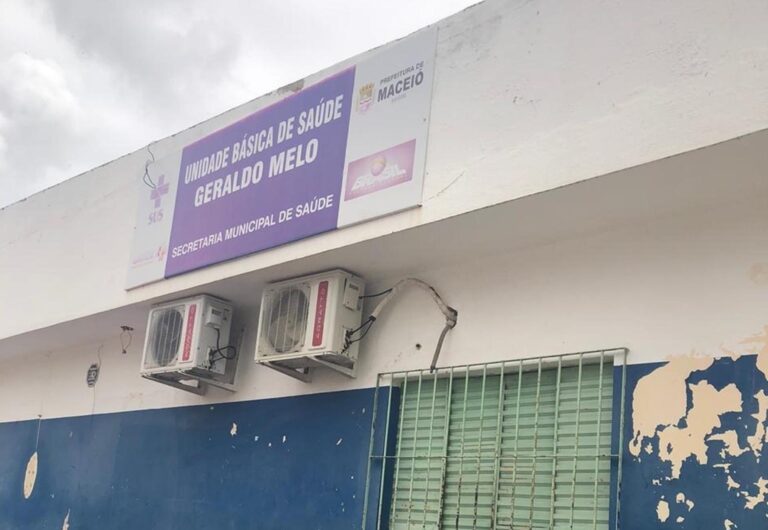 UNIDADE BÁSICA DE SAÚDE
GERALDO MELO
SECRETARIA MUNICIPAL DE SAÚDE
SUS
PREFEITURA DE
MACEIÓ